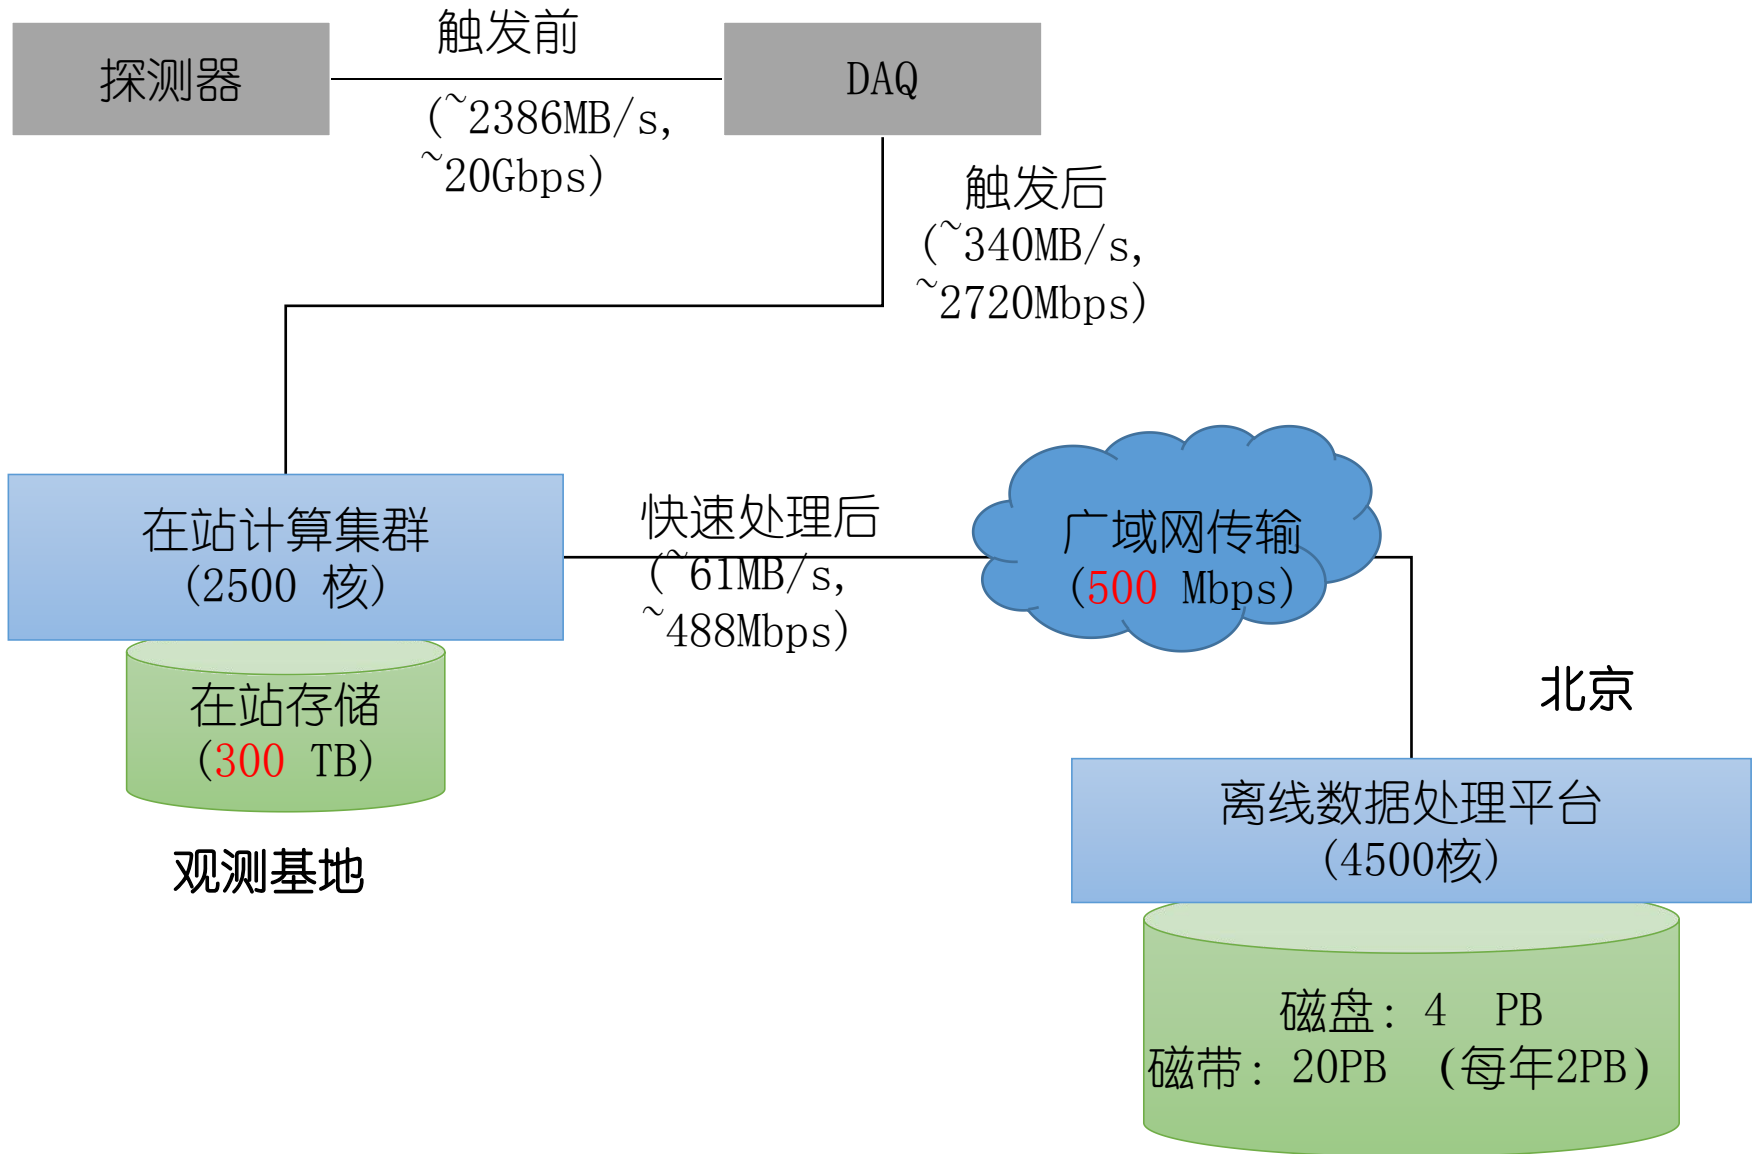 探测器
触发前
(~2386MB/s,
~20Gbps)
DAQ
触发后
(~340MB/s,
~2720Mbps)
在站计算集群
(2500 核)
快速处理后
(~61MB/s,
~488Mbps)
广域网传输
(500 Mbps)
在站存储
(300 TB)
观测基地
北京
离线数据处理平台
(4500核)
磁盘: 4 PB
磁带: 20PB (每年2PB)